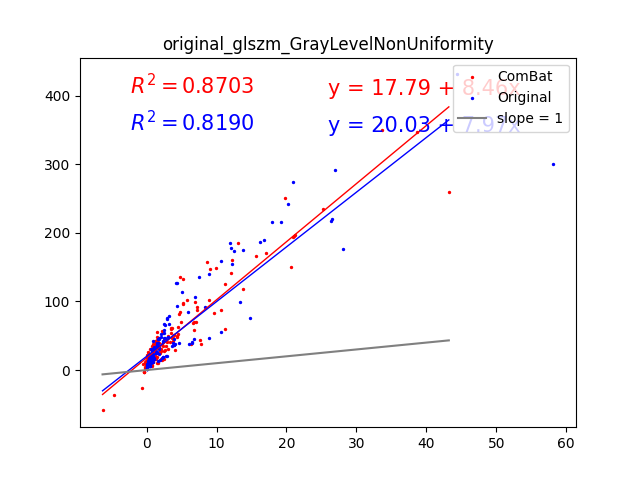 original_glszm_GrayLevelNonUniformity
R² = 0.8703
y = 17.79 + 8.46x
R² = 0.8190
y = 20.03 + 7.97x
ComBat
Original
slope = 1
400
300
200
100
0
0 10 20 30 40 50 60